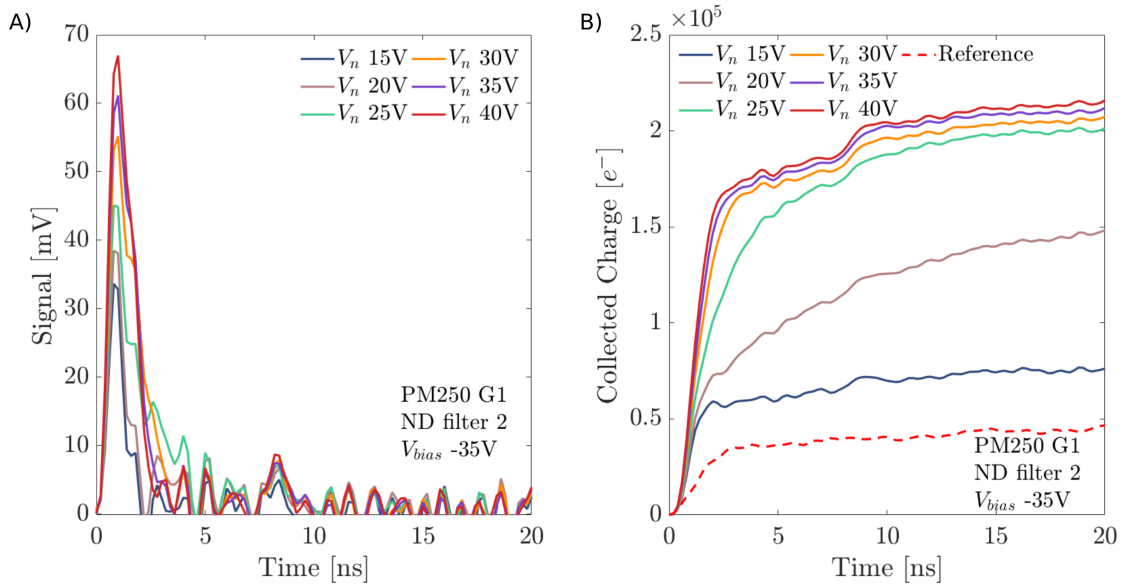 A)
70
60
50
40
30
20
10
0
Signal [mV]
V_n 15V V_n 30V
V_n 20V V_n 35V
V_n 25V V_n 40V
PM250 G1
ND filter 2
V_bias -35V
0 5 10 15 20
Time [ns]
B)
×10^5
2.5
2
1.5
1
0.5
0
Collected Charge [e^-]
V_n 15V V_n 30V Reference
V_n 20V V_n 35V
V_n 25V V_n 40V
PM250 G1
ND filter 2
V_bias -35V
0 5 10 15 20
Time [ns]